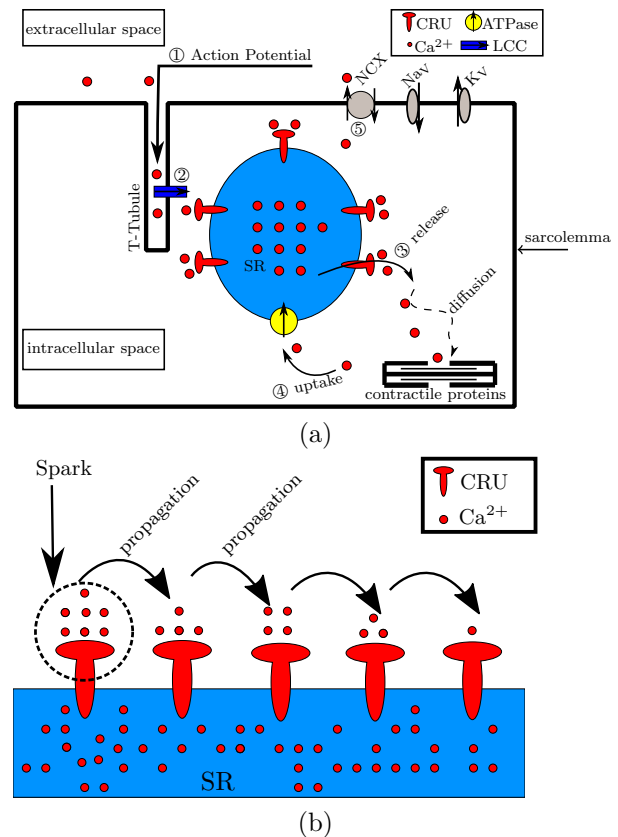 extracellular space
① Action Potential
CRU
ATPase
Ca2+
LCC
NCX
NaV
KV
⑤
②
T-Tubule
③ release
sarcolemma
SR
diffusion
intracellular space
④ uptake
contractile proteins
(a)
Spark
propagation
propagation
CRU
Ca2+
SR
(b)